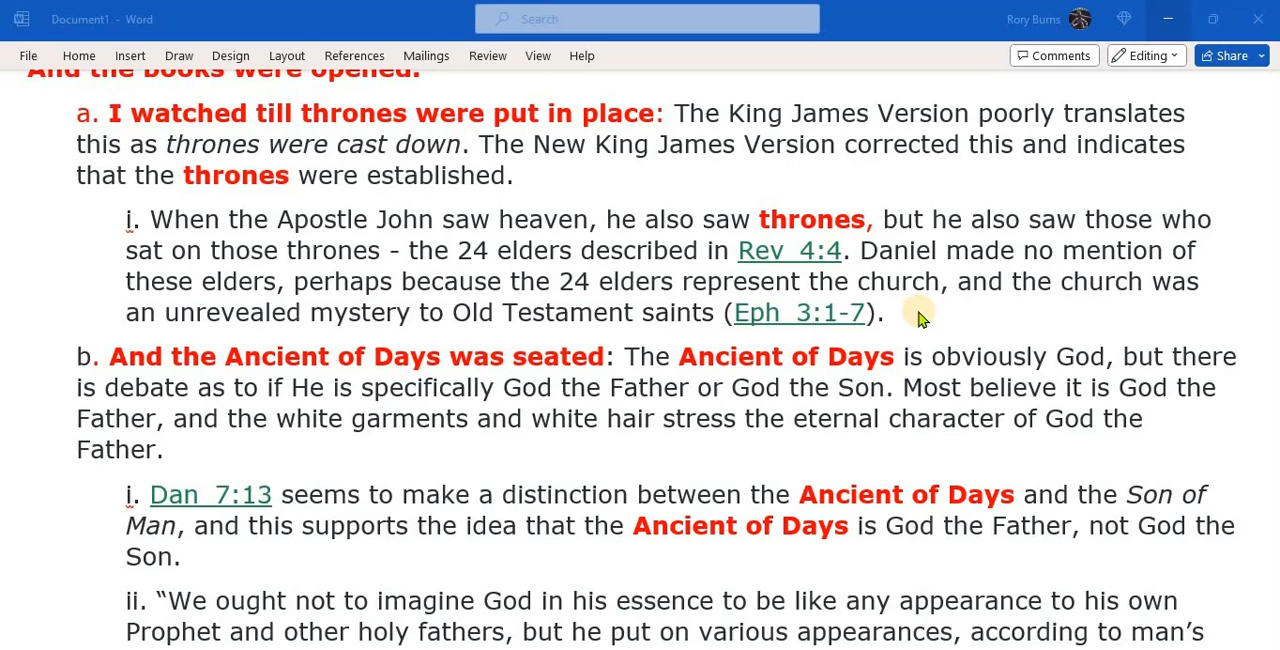 Document1 - Word
Search
Rory Burns
File Home Insert Draw Design Layout References Mailings Review View Help
Comments Editing Share
And the books were opened.
a. I watched till thrones were put in place: The King James Version poorly translates
this as thrones were cast down. The New King James Version corrected this and indicates
that the thrones were established.
i. When the Apostle John saw heaven, he also saw thrones, but he also saw those who
sat on those thrones - the 24 elders described in Rev_4:4. Daniel made no mention of
these elders, perhaps because the 24 elders represent the church, and the church was
an unrevealed mystery to Old Testament saints (Eph_3:1-7).
b. And the Ancient of Days was seated: The Ancient of Days is obviously God, but there
is debate as to if He is specifically God the Father or God the Son. Most believe it is God the
Father, and the white garments and white hair stress the eternal character of God the
Father.
i. Dan_7:13 seems to make a distinction between the Ancient of Days and the Son of
Man, and this supports the idea that the Ancient of Days is God the Father, not God the
Son.
ii. “We ought not to imagine God in his essence to be like any appearance to his own
Prophet and other holy fathers, but he put on various appearances, according to man’s